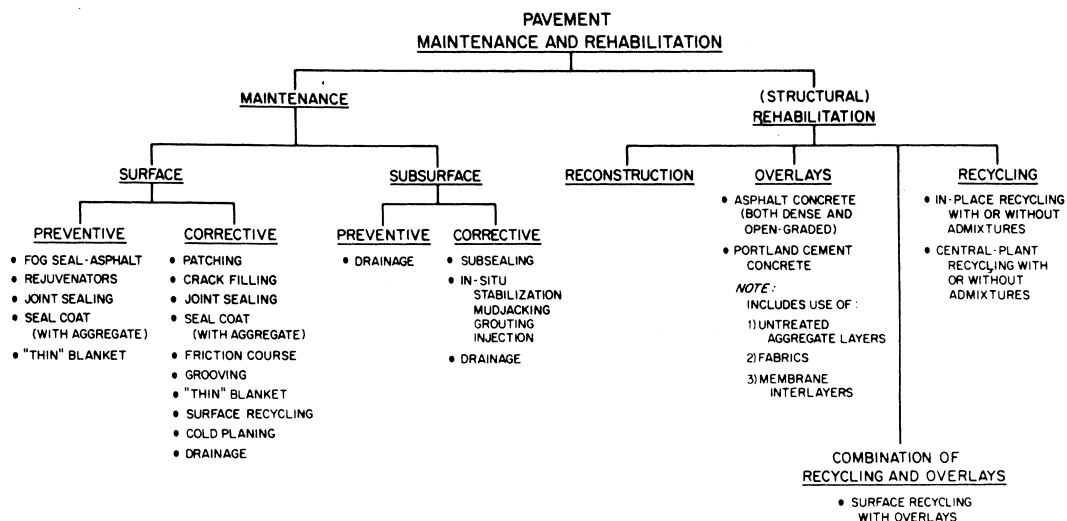 PAVEMENT
MAINTENANCE AND REHABILITATION
MAINTENANCE
(STRUCTURAL)
REHABILITATION
SURFACE
SUBSURFACE
RECONSTRUCTION
OVERLAYS
RECYCLING
PREVENTIVE
• FOG SEAL-ASPHALT
• REJUVENATORS
• JOINT SEALING
• SEAL COAT
(WITH AGGREGATE)
• "THIN" BLANKET
CORRECTIVE
• PATCHING
• CRACK FILLING
• JOINT SEALING
• SEAL COAT
(WITH AGGREGATE)
• FRICTION COURSE
• GROOVING
• "THIN" BLANKET
• SURFACE RECYCLING
• COLD PLANING
• DRAINAGE
PREVENTIVE
• DRAINAGE
CORRECTIVE
• SUBSEALING
• IN-SITU
STABILIZATION
MUDJACKING
GROUTING
INJECTION
• DRAINAGE
• ASPHALT CONCRETE
(BOTH DENSE AND
OPEN-GRADED)
• PORTLAND CEMENT
CONCRETE
NOTE:
INCLUDES USE OF:
1) UNTREATED
AGGREGATE LAYERS
2) FABRICS
3) MEMBRANE
INTERLAYERS
• IN-PLACE RECYCLING
WITH OR WITHOUT
ADMIXTURES
• CENTRAL-PLANT
RECYCLING WITH
OR WITHOUT
ADMIXTURES
COMBINATION OF
RECYCLING AND OVERLAYS
• SURFACE RECYCLING
WITH OVERLAYS